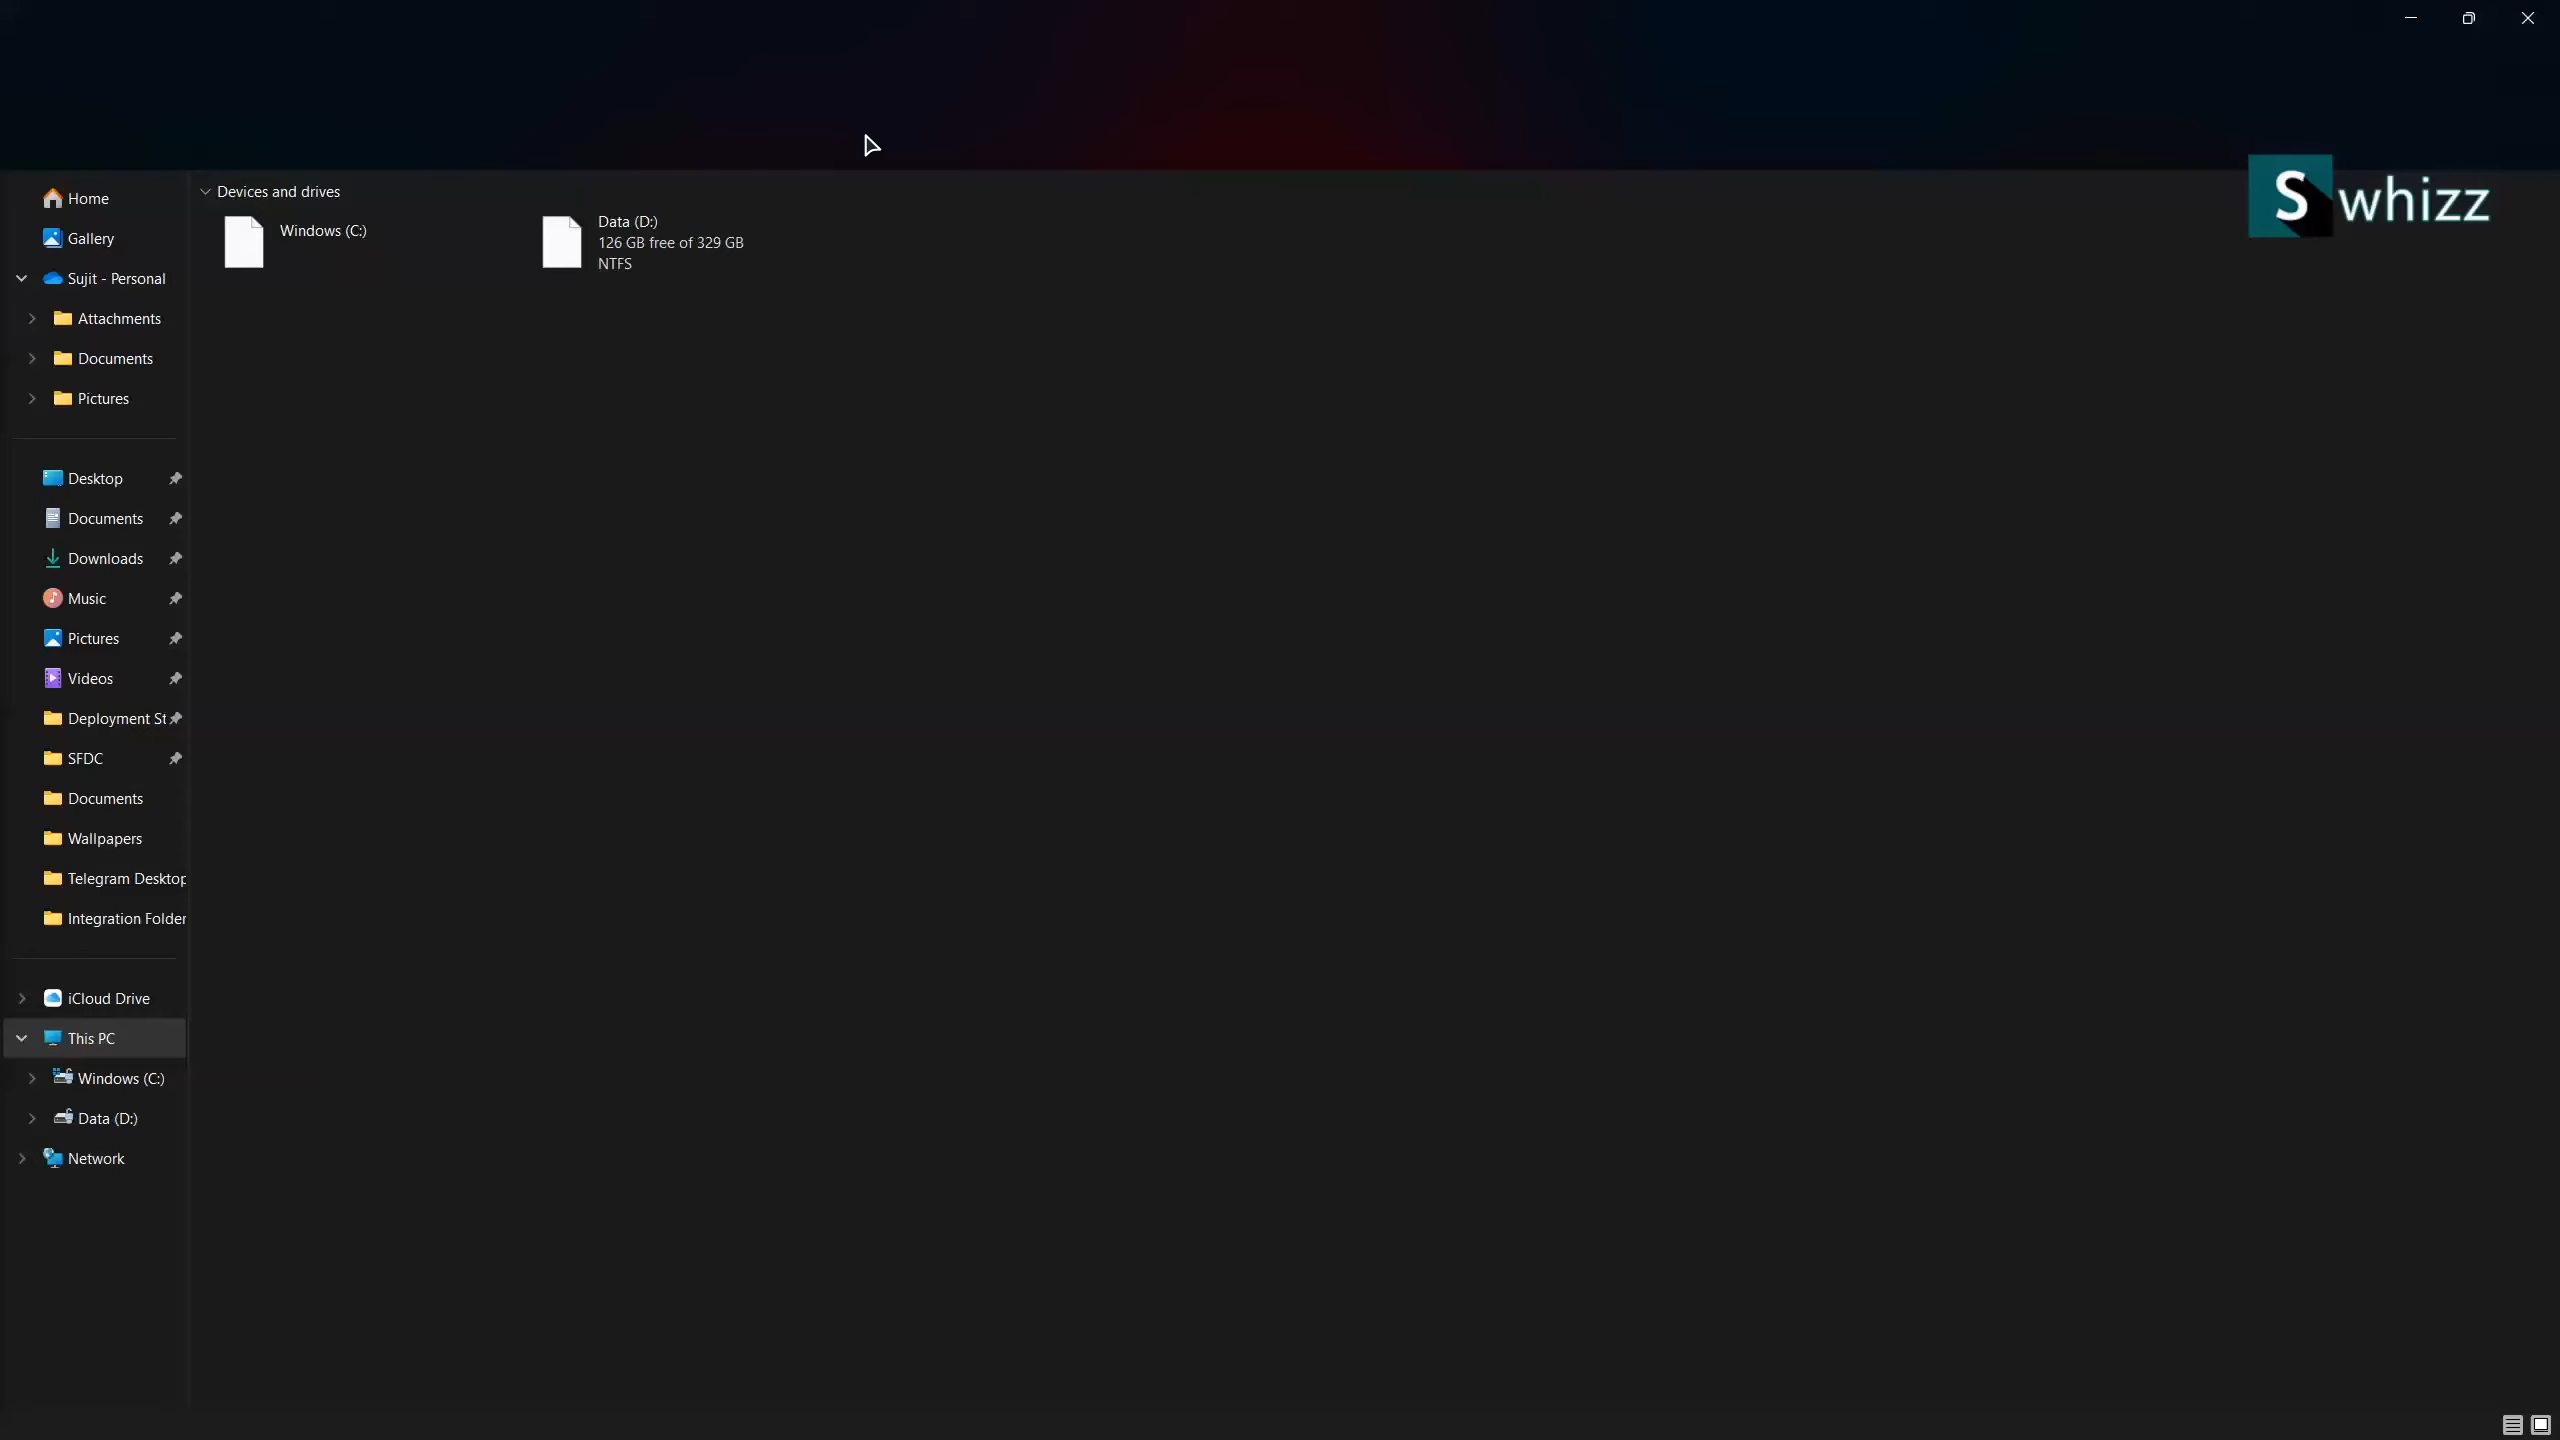 Home
Gallery
Sujit - Personal
Attachments
Documents
Pictures
Desktop
Documents
Downloads
Music
Pictures
Videos
Deployment St
SFDC
Documents
Wallpapers
Telegram Desktop
Integration Folder
iCloud Drive
This PC
Windows (C:)
Data (D:)
Network
Devices and drives
Windows (C:)
Data (D:)
126 GB free of 329 GB
NTFS
S whizz